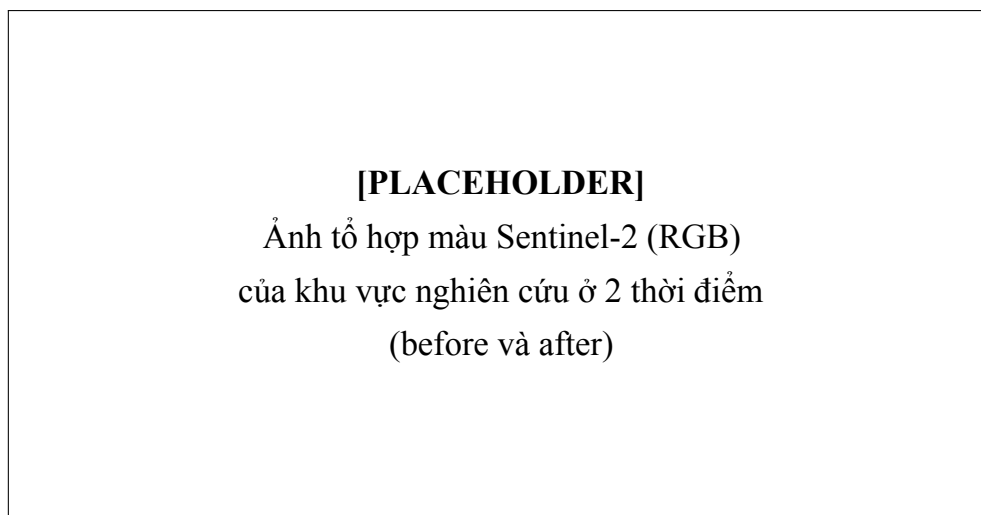 [PLACEHOLDER]
Ảnh tổ hợp màu Sentinel-2 (RGB)
của khu vực nghiên cứu ở 2 thời điểm
(before và after)